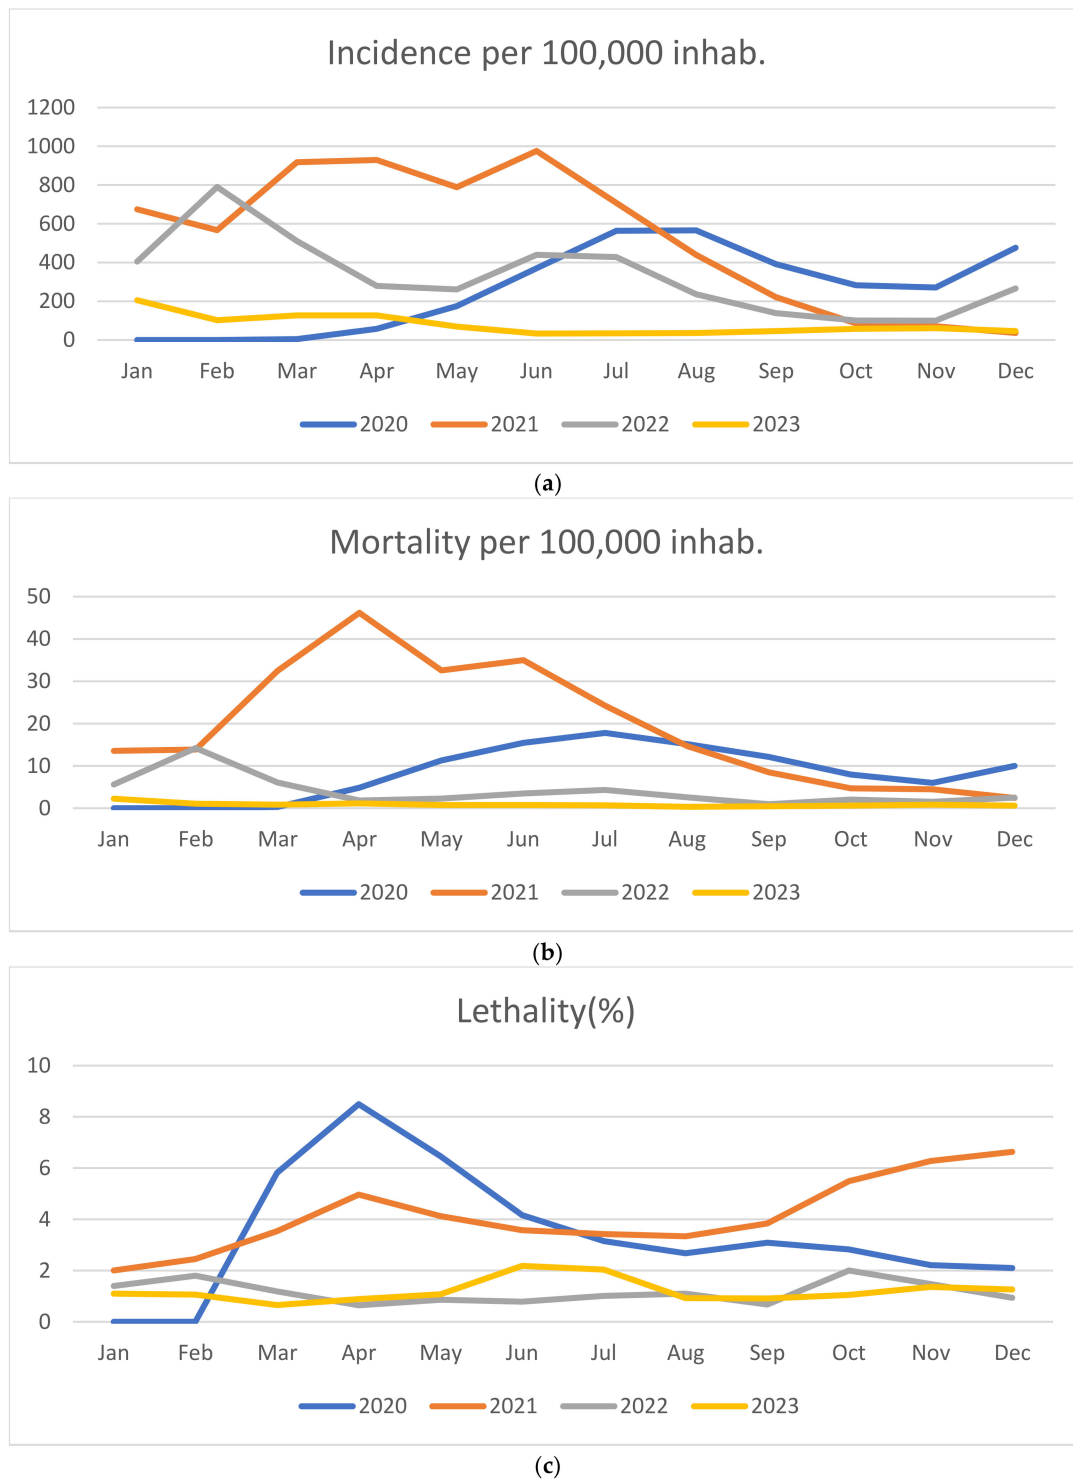 Incidence per 100,000 inhab.
1200
1000
800
600
400
200
0
Jan Feb Mar Apr May Jun Jul Aug Sep Oct Nov Dec
2020 2021 2022 2023
(a)
Mortality per 100,000 inhab.
50
40
30
20
10
0
Jan Feb Mar Apr May Jun Jul Aug Sep Oct Nov Dec
2020 2021 2022 2023
(b)
Lethality(%)
10
8
6
4
2
0
Jan Feb Mar Apr May Jun Jul Aug Sep Oct Nov Dec
2020 2021 2022 2023
(c)